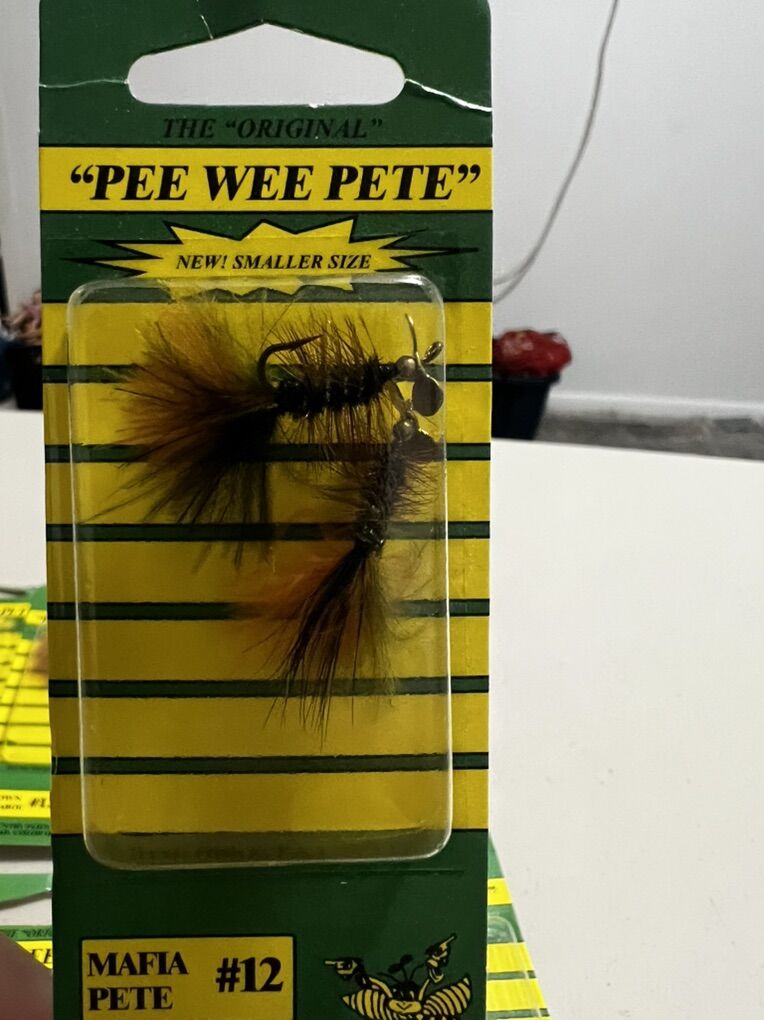 THE "ORIGINAL"
"PEE WEE PETE"
NEW! SMALLER SIZE
MAFIA
PETE
#12